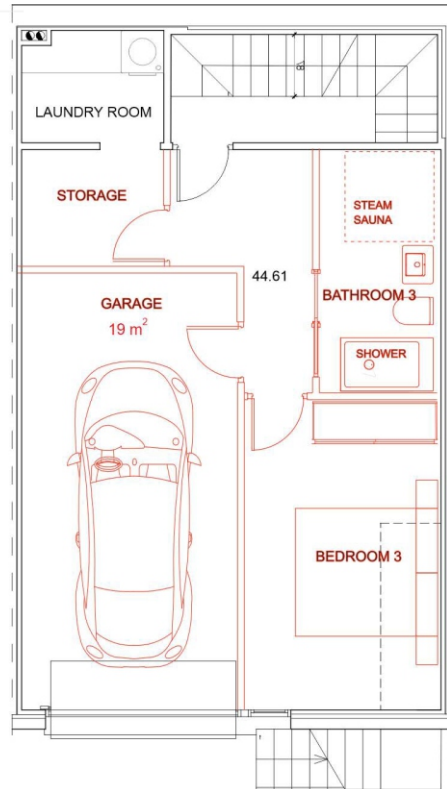 LAUNDRY ROOM
STORAGE
STEAM
SAUNA
44.61
BATHROOM 3
GARAGE
19 m²
SHOWER
BEDROOM 3